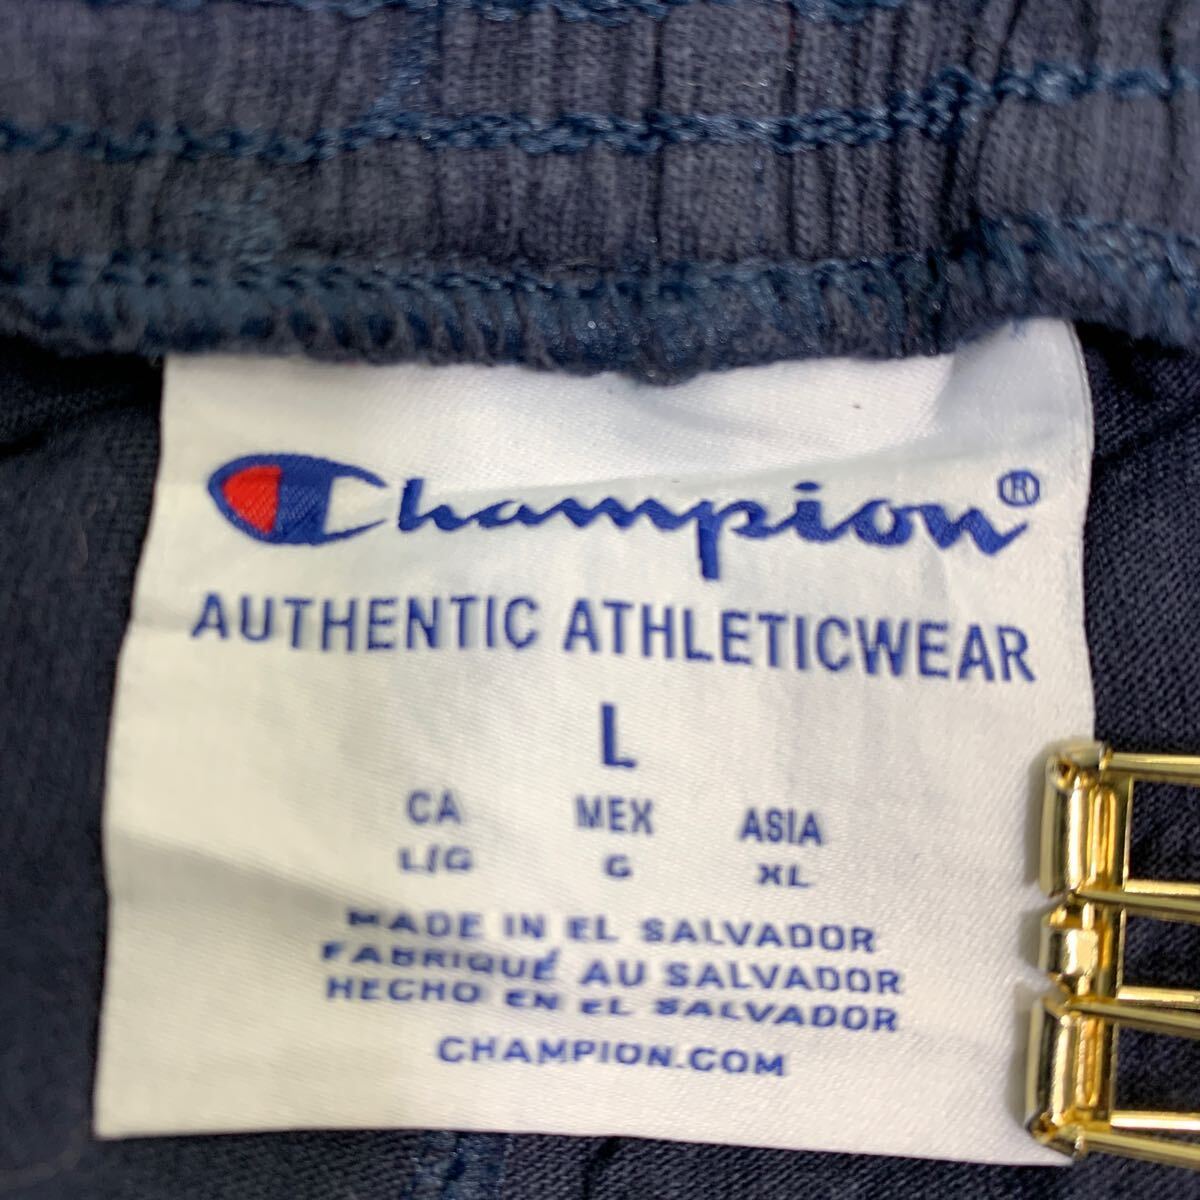 Champion®
AUTHENTIC ATHLETICWEAR
L
CA MEX ASIA
L/G G XL
MADE IN EL SALVADOR
FABRIQUÉ AU SALVADOR
HECHO EN EL SALVADOR
CHAMPION.COM